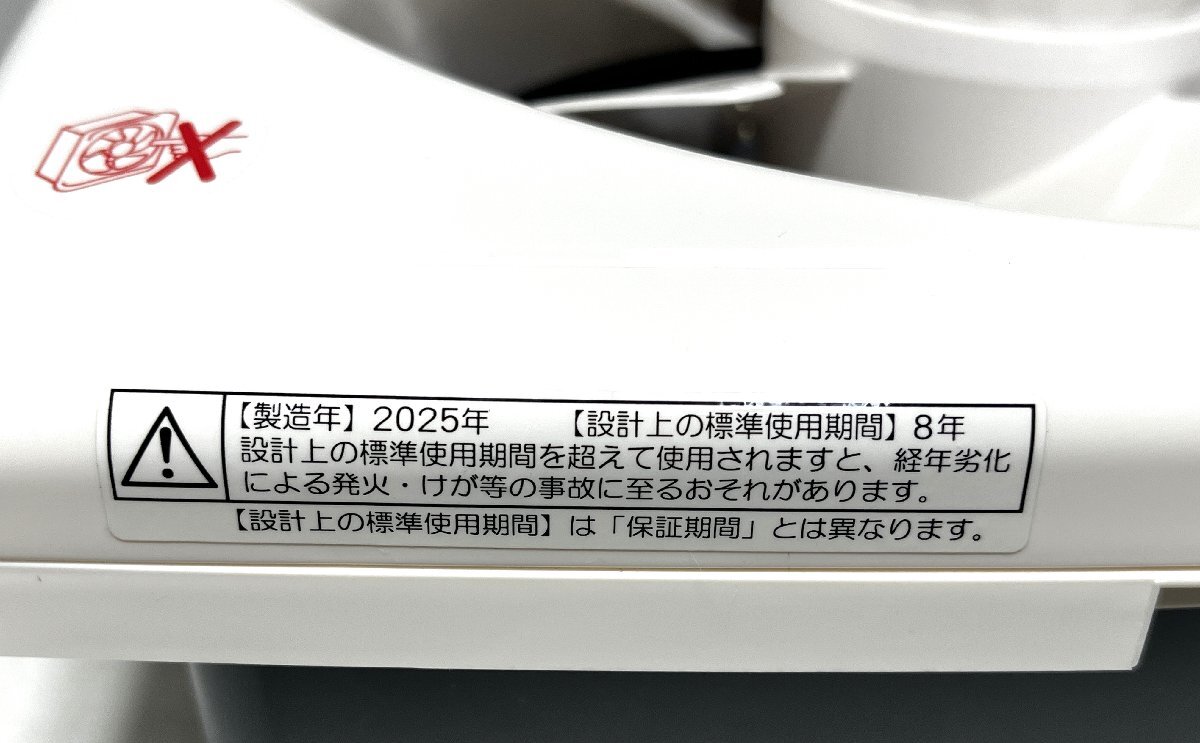 【製造年】2025年 【設計上の標準使用期間】8年
設計上の標準使用期間を超えて使用されますと、経年劣化
による発火・けが等の事故に至るおそれがあります。
【設計上の標準使用期間】は「保証期間」とは異なります。